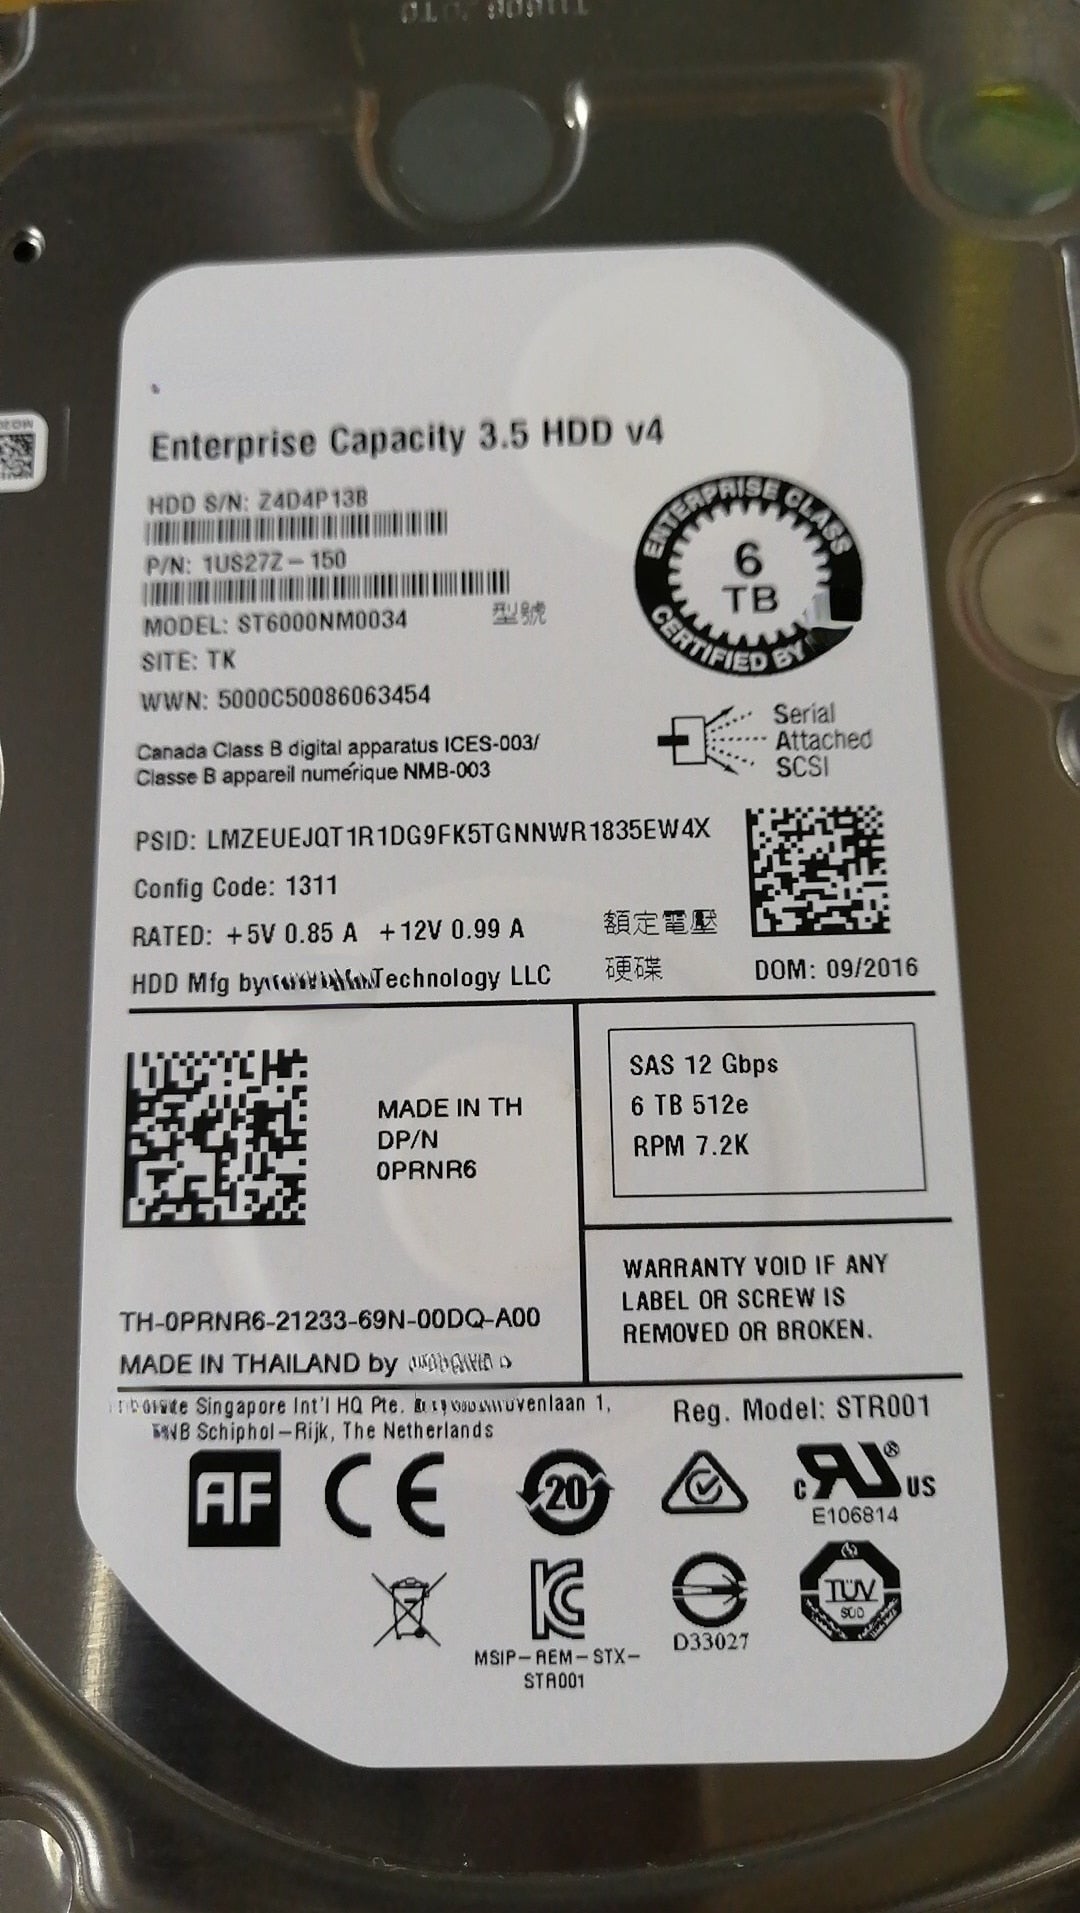 Enterprise Capacity 3.5 HDD v4
HDD S/N: Z4D4P13B
P/N: 1US27Z-150
MODEL: ST6000NM0034 型號
SITE: TK
WWN: 5000C50086063454
ENTERPRISE CLASS
6
TB
CERTIFIED BY
Serial
Attached
SCSI
Canada Class B digital apparatus ICES-003/
Classe B appareil numérique NMB-003
PSID: LMZEUEJQT1R1DG9FK5TGNNWR1835EW4X
Config Code: 1311
RATED: +5V 0.85 A +12V 0.99 A 額定電壓
HDD Mfg by Technology LLC 硬碟 DOM: 09/2016
MADE IN TH
DP/N
0PRNR6
SAS 12 Gbps
6 TB 512e
RPM 7.2K
WARRANTY VOID IF ANY
LABEL OR SCREW IS
REMOVED OR BROKEN.
TH-0PRNR6-21233-69N-00DQ-A00
MADE IN THAILAND by
Singapore Int'l HQ Pte. 1,
Schiphol-Rijk, The Netherlands
Reg. Model: STR001
AF
CE
20
c RU ® US
E106814
MSIP-REM-STX-
STR001
D33027
TÜV
SÜD